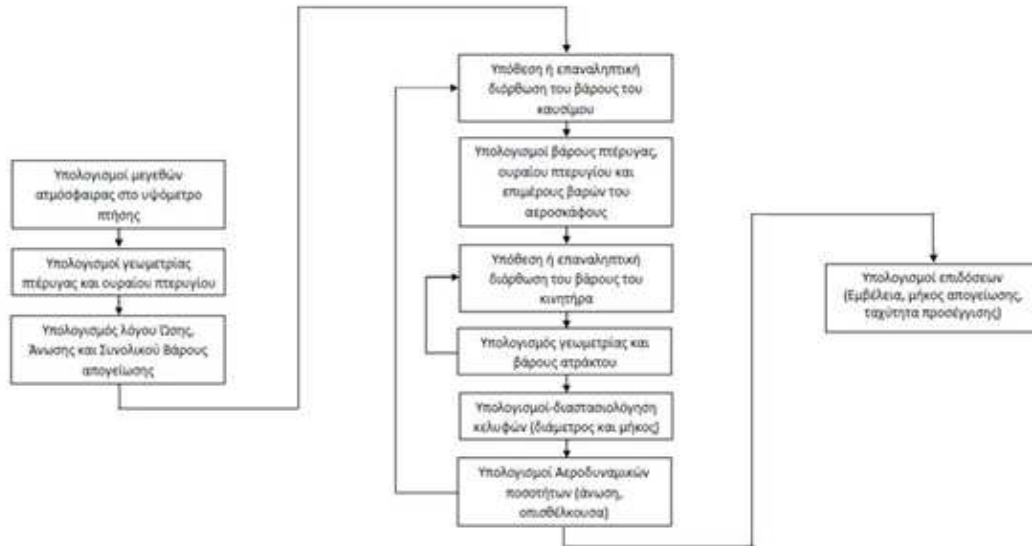 Υπολογισμοί μεγεθών
ατμόσφαιρας στο υψόμετρο
πτήσης
Υπολογισμοί γεωμετρίας
πτέρυγας και ουραίου πτερυγίου
Υπολογισμός λόγου Ώσης,
Άνωσης και Συνολικού Βάρους
απογείωσης
Υπόθεση ή επαναληπτική
διόρθωση του βάρους του
καυσίμου
Υπολογισμοί βάρους πτέρυγας,
ουραίου πτερυγίου και
επιμέρους βαρών του
αεροσκάφους
Υπόθεση ή επαναληπτική
διόρθωση του βάρους του
κινητήρα
Υπολογισμός γεωμετρίας και
βάρους ατράκτου
Υπολογισμοί-διαστασιολόγηση
κελυφών (διάμετρος και μήκος)
Υπολογισμοί Αεροδυναμικών
ποσοτήτων (άνωση,
οπισθέλκουσα)
Υπολογισμοί επιδόσεων
(Εμβέλεια, μήκος απογείωσης,
ταχύτητα προσέγγισης)